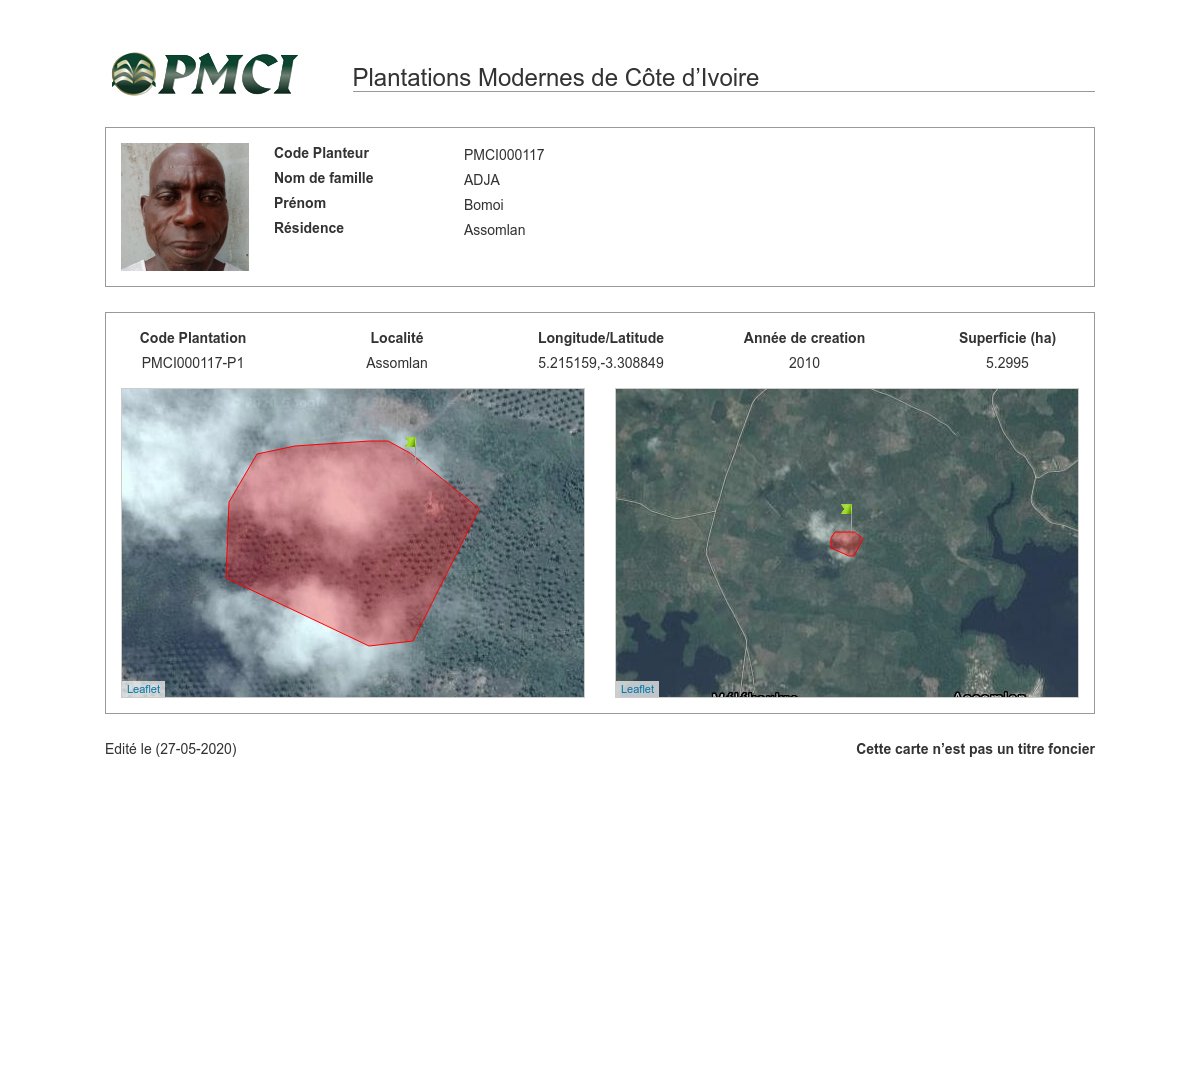 PMCI
Plantations Modernes de Côte d’Ivoire
Code Planteur PMCI000117
Nom de famille ADJA
Prénom Bomoi
Résidence Assomlan
Code Plantation Localité Longitude/Latitude Année de creation Superficie (ha)
PMCI000117-P1 Assomlan 5.215159,-3.308849 2010 5.2995
Leaflet Leaflet
Edité le (27-05-2020) Cette carte n’est pas un titre foncier